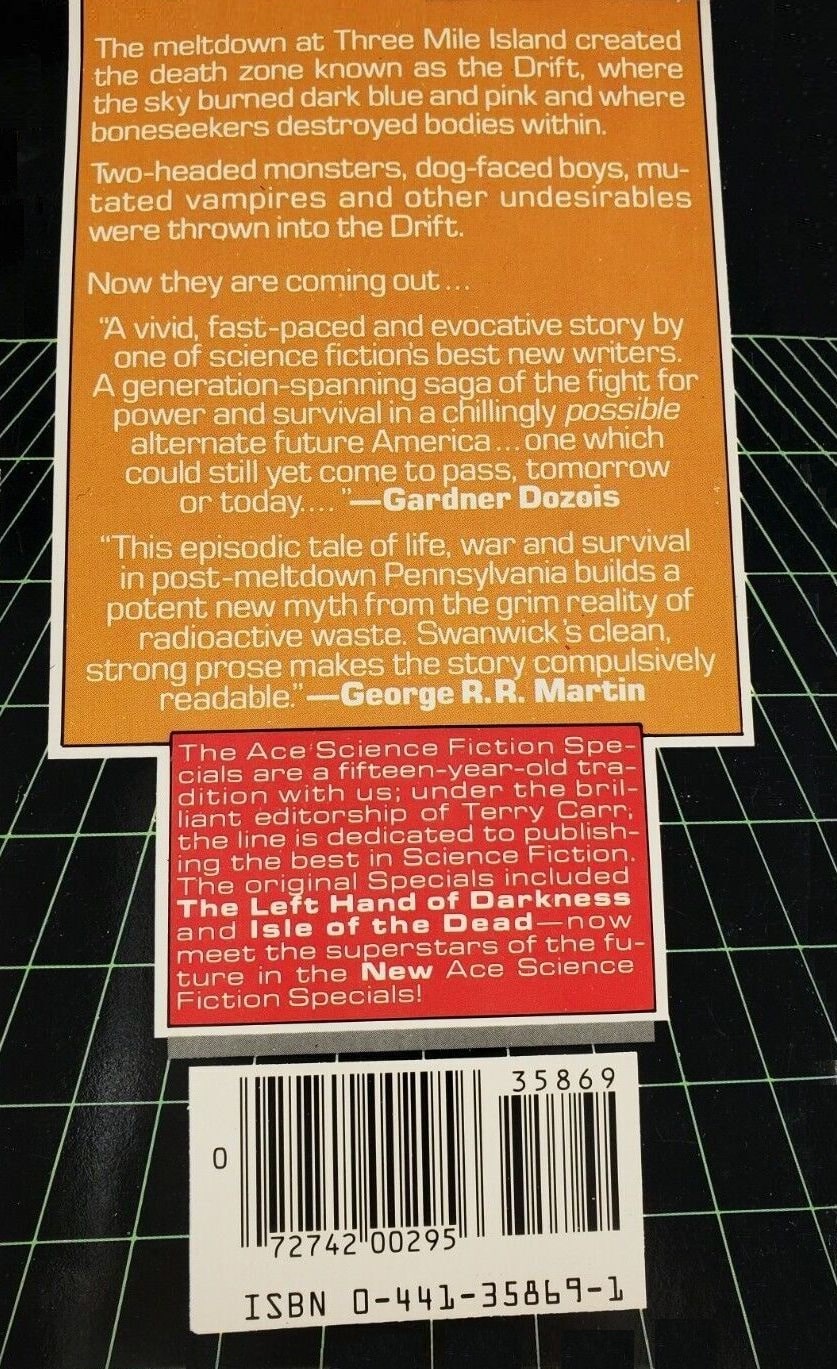 The meltdown at Three Mile Island created
the death zone known as the Drift, where
the sky burned dark blue and pink and where
boneseekers destroyed bodies within.
Two-headed monsters, dog-faced boys, mu-
tated vampires and other undesirables
were thrown into the Drift.
Now they are coming out...
"A vivid, fast-paced and evocative story by
one of science fiction's best new writers.
A generation-spanning saga of the fight for
power and survival in a chillingly possible
alternate future America...one which
could still yet come to pass, tomorrow
or today...."—Gardner Dozois
"This episodic tale of life, war and survival
in post-meltdown Pennsylvania builds a
potent new myth from the grim reality of
radioactive waste. Swanwick's clean,
strong prose makes the story compulsively
readable."—George R.R. Martin
The Ace Science Fiction Spe-
cials are a fifteen-year-old tra-
dition with us; under the bril-
liant editorship of Terry Carr,
the line is dedicated to publish-
ing the best in Science Fiction.
The original Specials included
The Left Hand of Darkness
and Isle of the Dead—now
meet the superstars of the fu-
ture in the New Ace Science
Fiction Specials!
35869
0
72742 00295
ISBN 0-441-35869-1